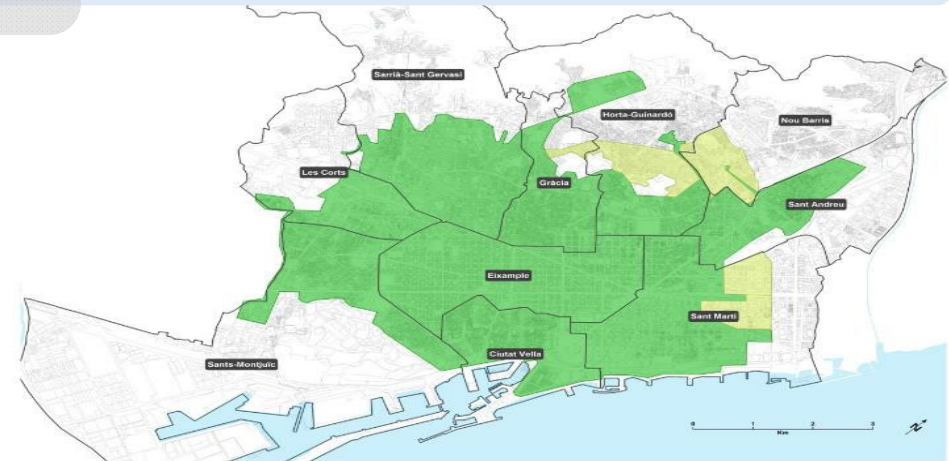 Sarrià-Sant Gervasi
Horta-Guinardó
Nou Barris
Les Corts
Gràcia
Sant Andreu
Eixample
Sant Martí
Ciutat Vella
Sants-Montjuïc
0 1 2 3
Km
N